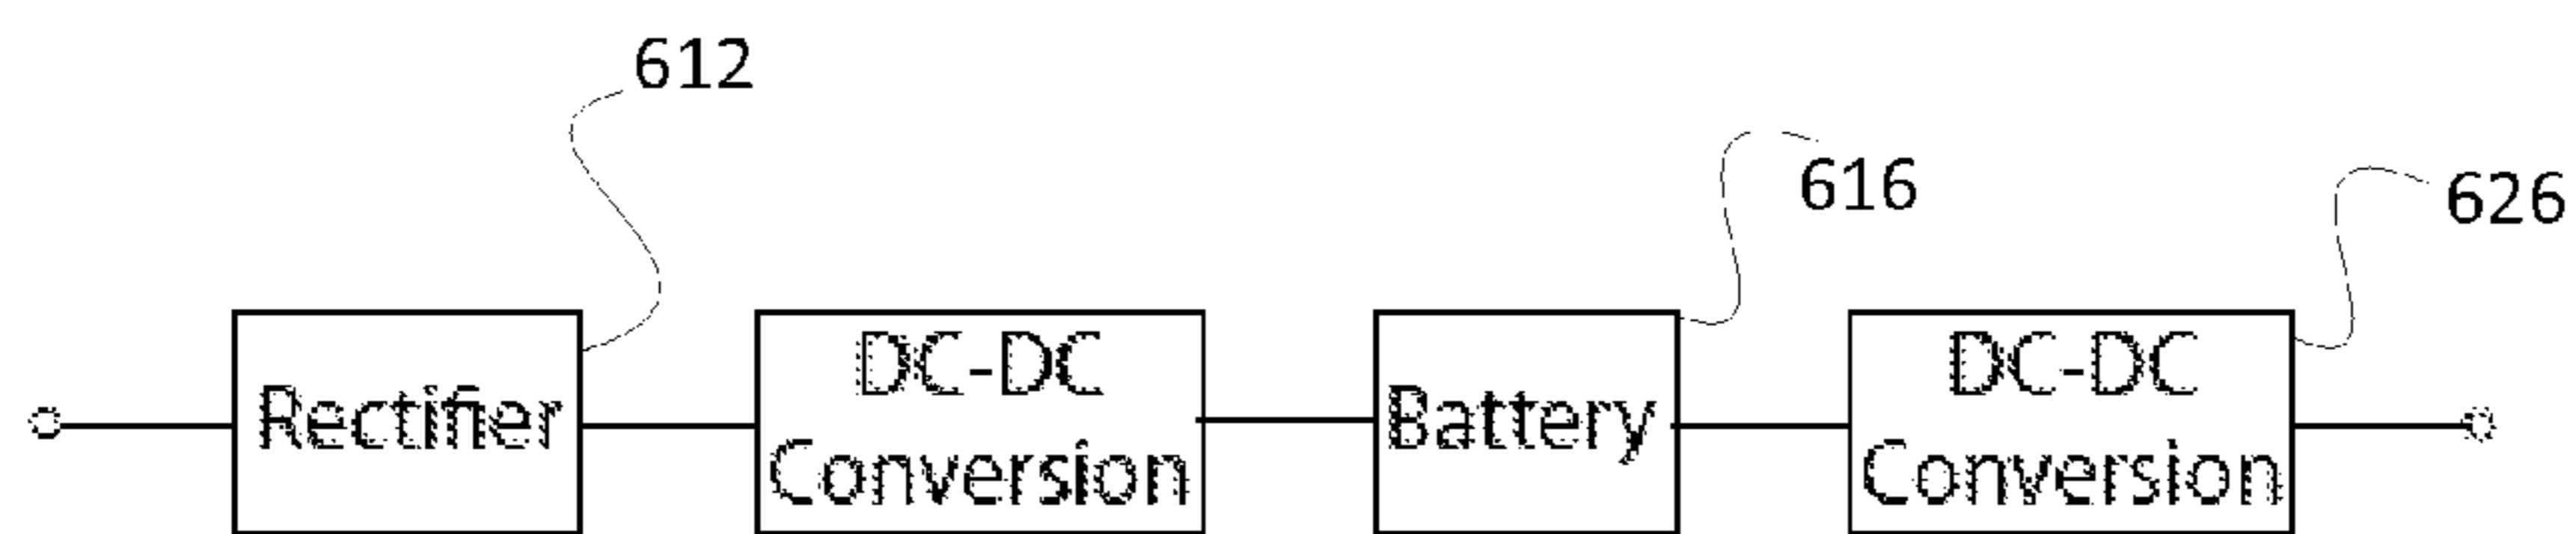 612
616
626
Rectifier
DC-DC
Conversion
Battery
DC-DC
Conversion